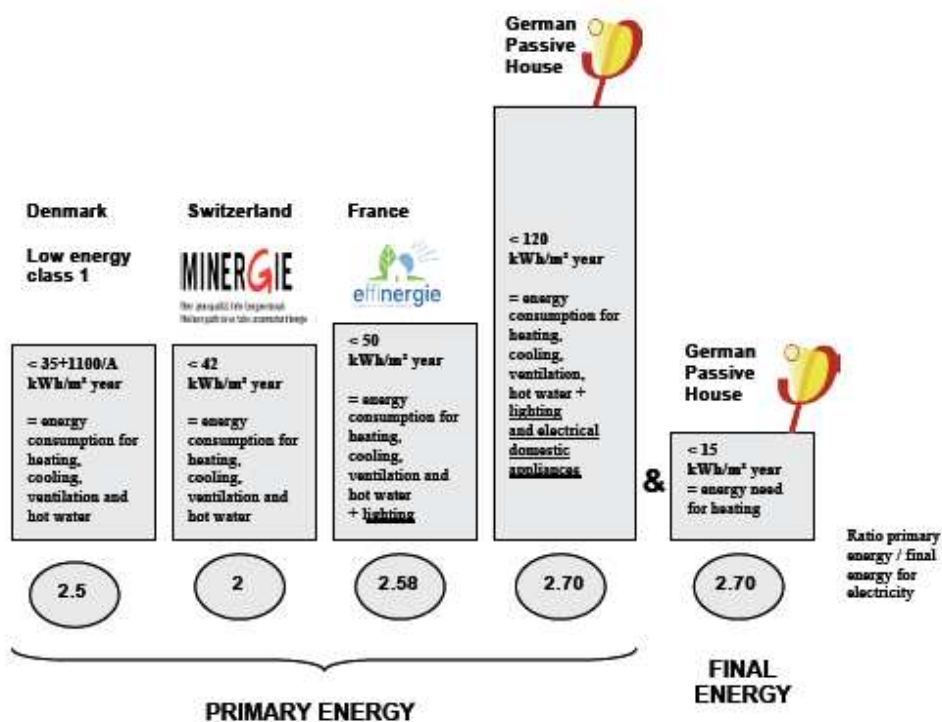 German
Passive
House
Denmark
Low energy
class 1
Switzerland
MINERGIE
France
effinergie
< 35+1100/A
kWh/m² year
= energy
consumption for
heating,
cooling,
ventilation and
hot water
< 42
kWh/m² year
= energy
consumption for
heating,
cooling,
ventilation and
hot water
< 50
kWh/m² year
= energy
consumption for
heating,
cooling,
ventilation and
hot water
+ lighting
< 120
kWh/m² year
= energy
consumption for
heating,
cooling,
ventilation,
hot water +
lighting
and electrical
domestic
appliances
&
German
Passive
House
< 15
kWh/m² year
= energy need
for heating
2.5
2
2.58
2.70
2.70
Ratio primary
energy / final
energy for
electricity
PRIMARY ENERGY
FINAL
ENERGY